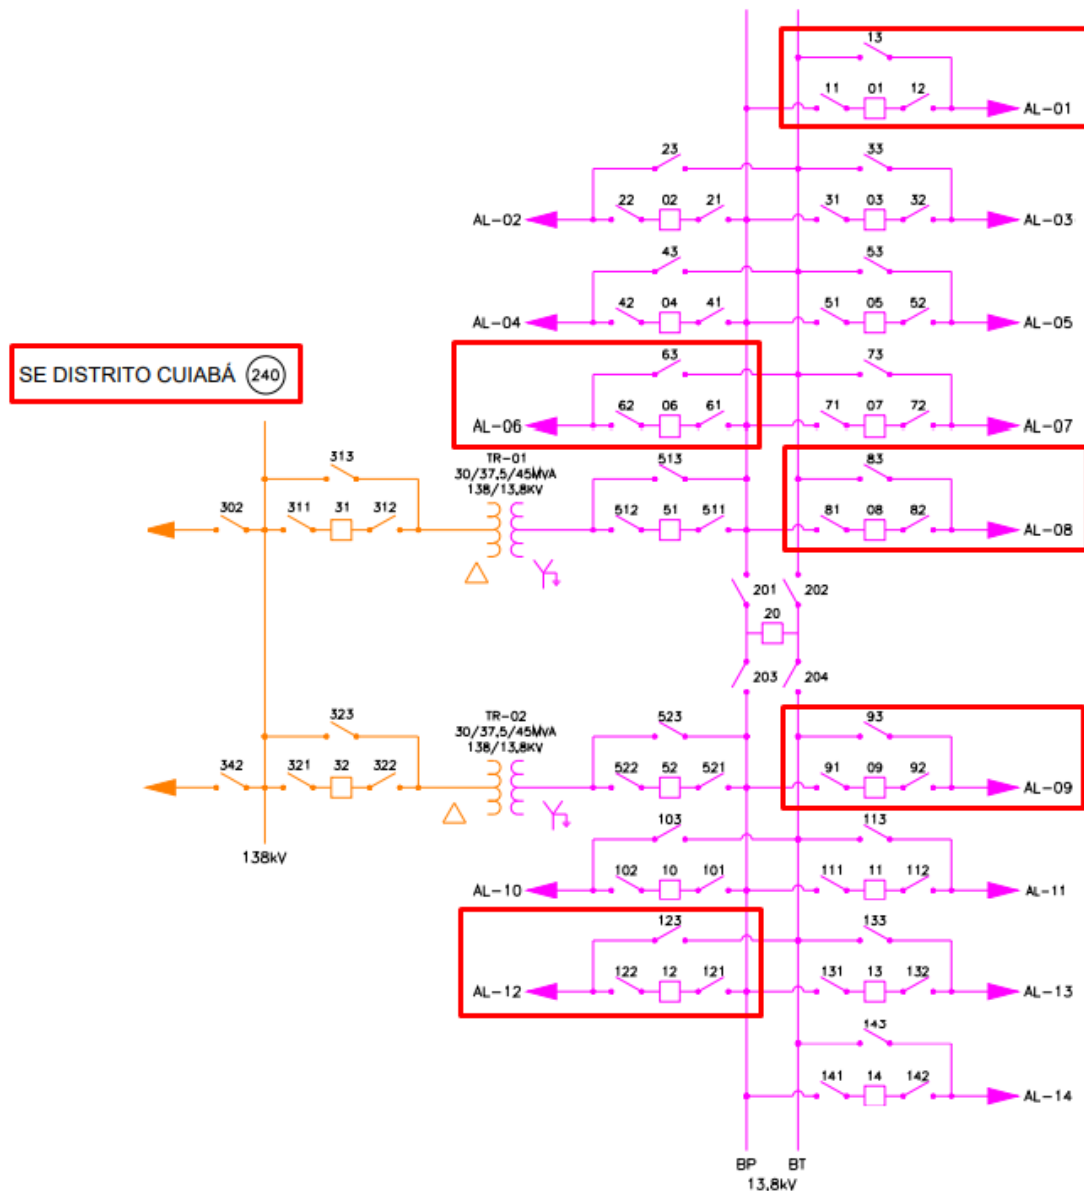 13
11 01 12
AL-01
23 33
22 02 21 31 03 32
AL-02 AL-03
43 53
42 04 41 51 05 52
AL-04 AL-05
SE DISTRITO CUIABÁ 240
63 73
62 06 61 71 07 72
AL-06 AL-07
313
TR-01
30/37,5/45MVA
138/13,8KV
513 83
302 311 31 312 512 51 511 81 08 82
AL-08
201 202
20
203 204
323
TR-02
30/37,5/45MVA
138/13,8KV
523 93
342 321 32 322 522 52 521 91 09 92
AL-09
138kV
103 113
102 10 101 111 11 112
AL-10 AL-11
123 133
122 12 121 131 13 132
AL-12 AL-13
143
141 14 142
AL-14
BP BT
13,8kV